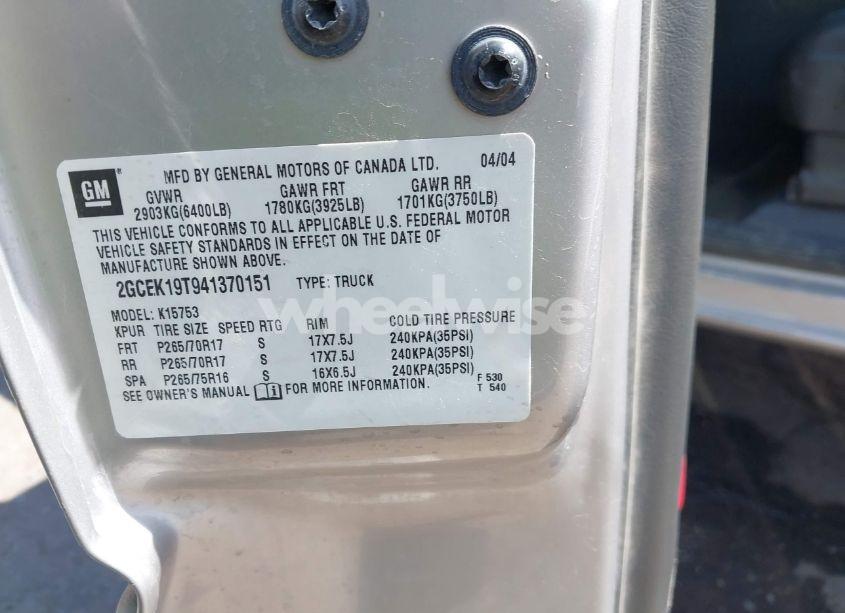 MFD BY GENERAL MOTORS OF CANADA LTD. 04/04
GM
GVWR GAWR FRT GAWR RR
2903KG(6400LB) 1780KG(3925LB) 1701KG(3750LB)
THIS VEHICLE CONFORMS TO ALL APPLICABLE U.S. FEDERAL MOTOR
VEHICLE SAFETY STANDARDS IN EFFECT ON THE DATE OF
MANUFACTURE SHOWN ABOVE.
2GCEK19T941370151 TYPE: TRUCK
wheelwise
MODEL: K15753
XPUR TIRE SIZE SPEED RTG RIM COLD TIRE PRESSURE
FRT P265/70R17 S 17X7.5J 240KPA(35PSI)
RR P265/70R17 S 17X7.5J 240KPA(35PSI)
SPA P265/75R16 S 16X6.5J 240KPA(35PSI)
SEE OWNER'S MANUAL FOR MORE INFORMATION. F 530
T 540